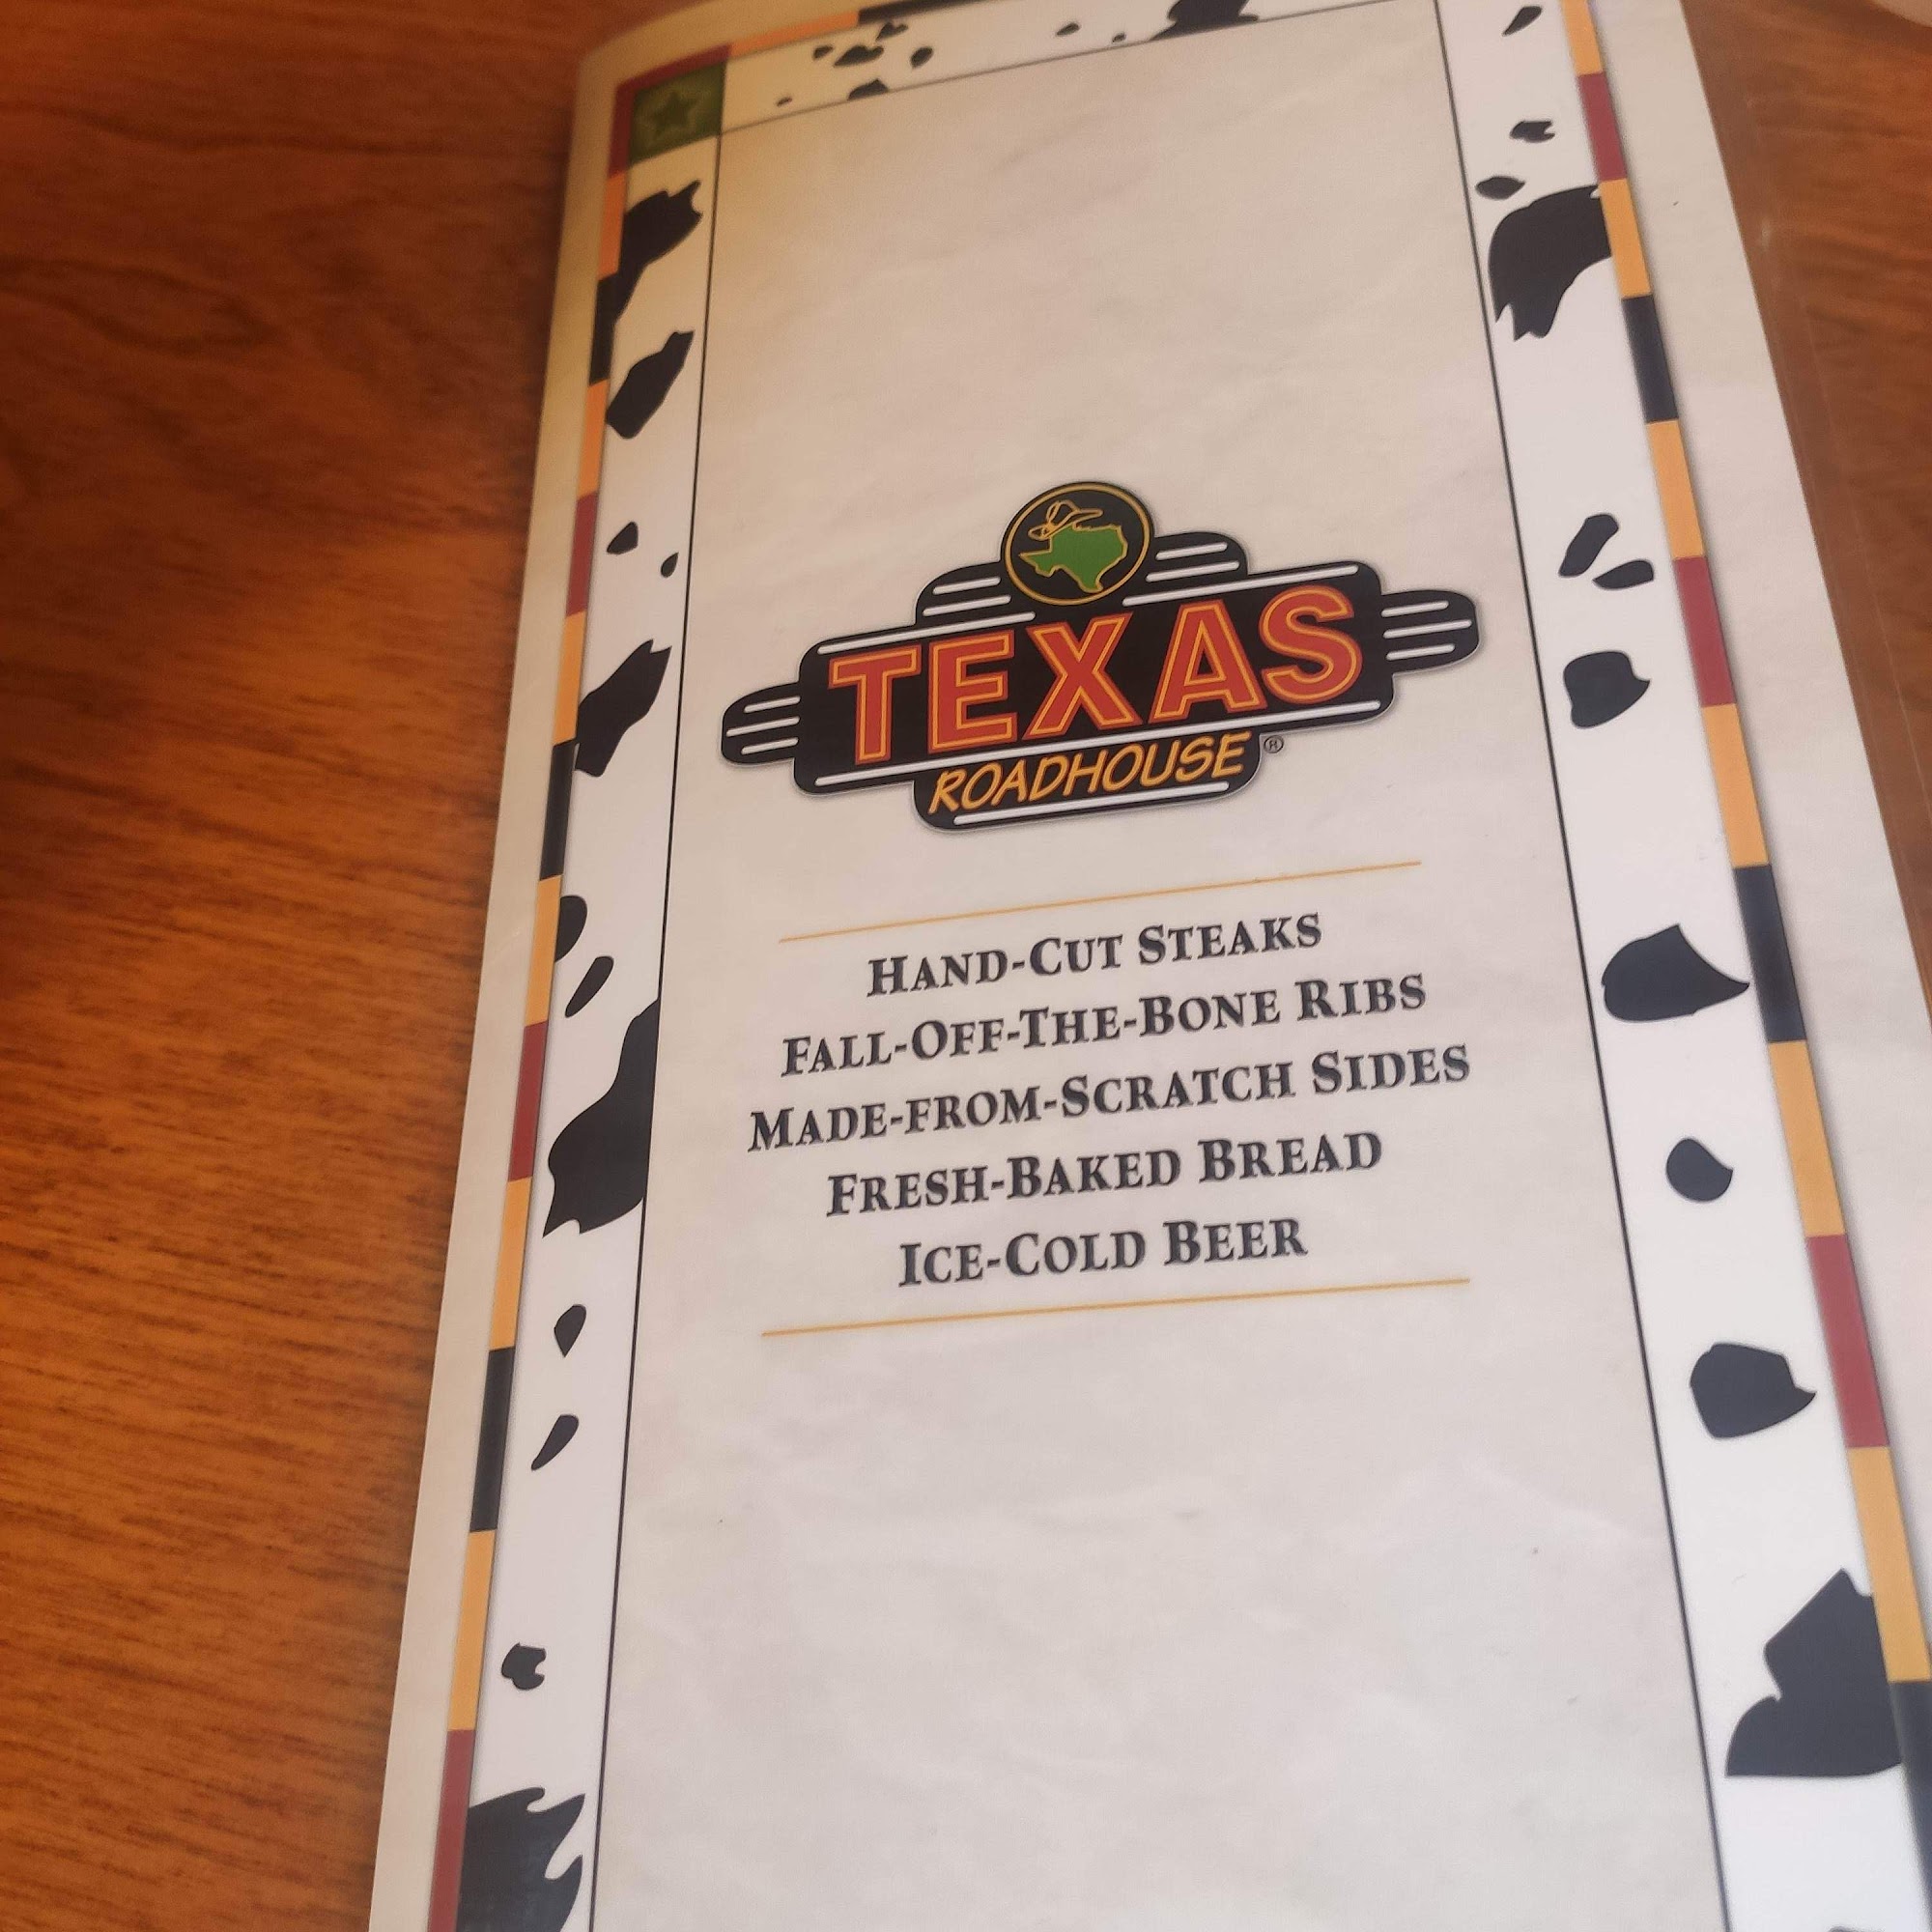 TEXAS
ROADHOUSE®
HAND-CUT STEAKS
FALL-OFF-THE-BONE RIBS
MADE-FROM-SCRATCH SIDES
FRESH-BAKED BREAD
ICE-COLD BEER